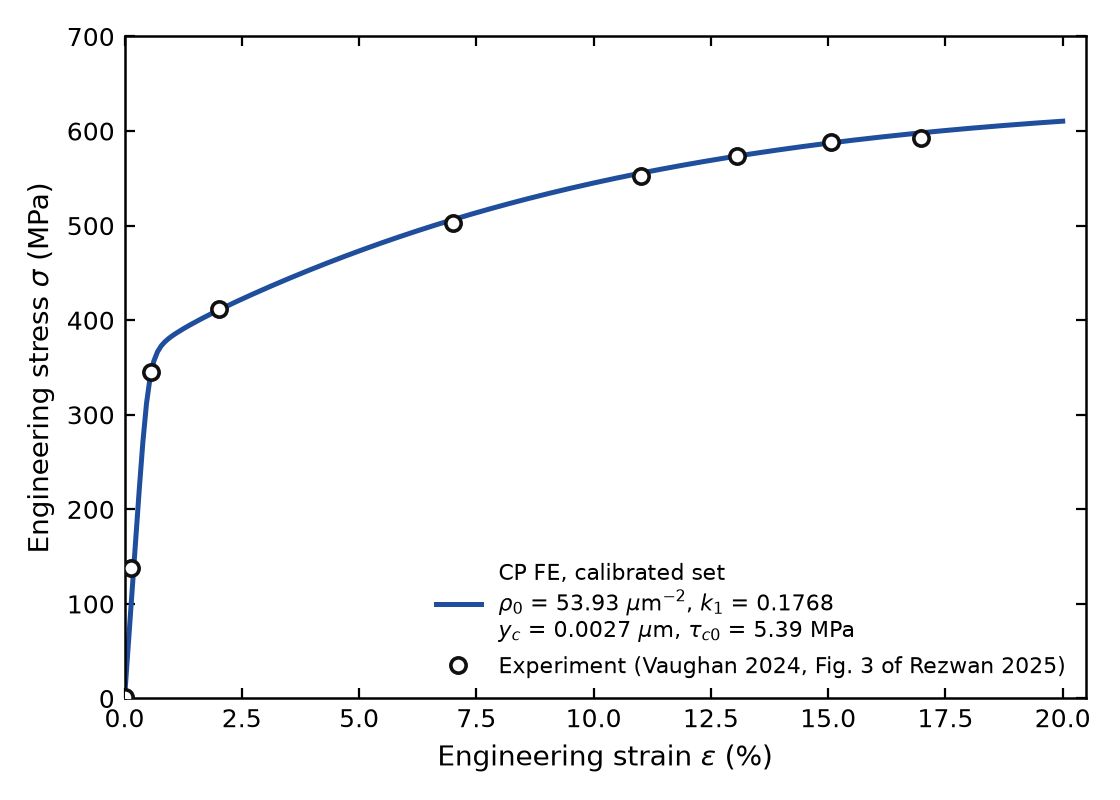 700
600
500
400
300
200
100
0
Engineering stress σ (MPa)
CP FE, calibrated set
ρ₀ = 53.93 μm⁻², k₁ = 0.1768
y_c = 0.0027 μm, τ_c0 = 5.39 MPa
Experiment (Vaughan 2024, Fig. 3 of Rezwan 2025)
0.0 2.5 5.0 7.5 10.0 12.5 15.0 17.5 20.0
Engineering strain ε (%)